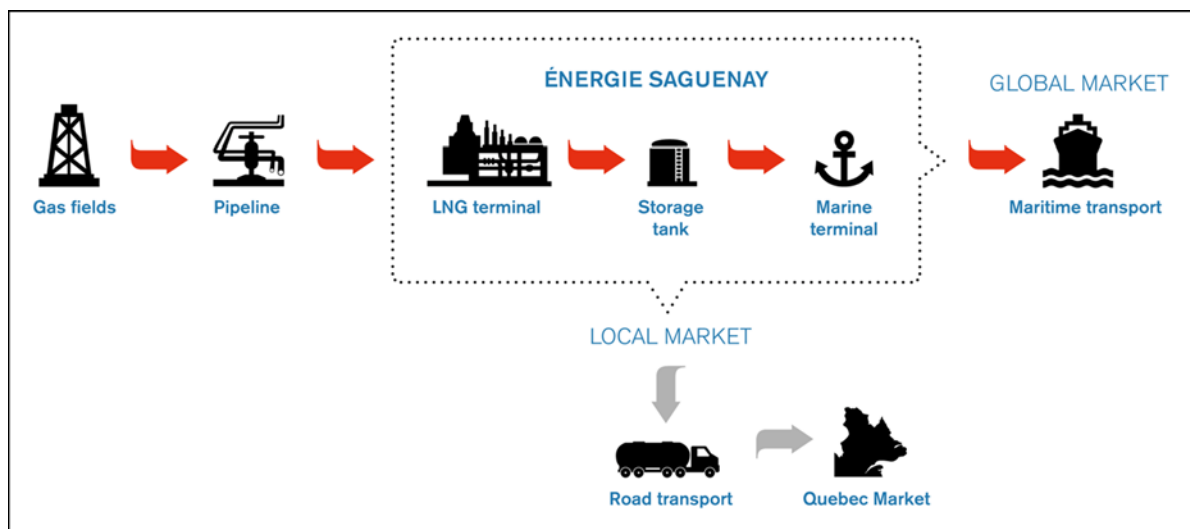 ÉNERGIE SAGUENAY
GLOBAL MARKET
Gas fields
Pipeline
LNG terminal
Storage
tank
Marine
terminal
Maritime transport
LOCAL MARKET
Road transport
Quebec Market